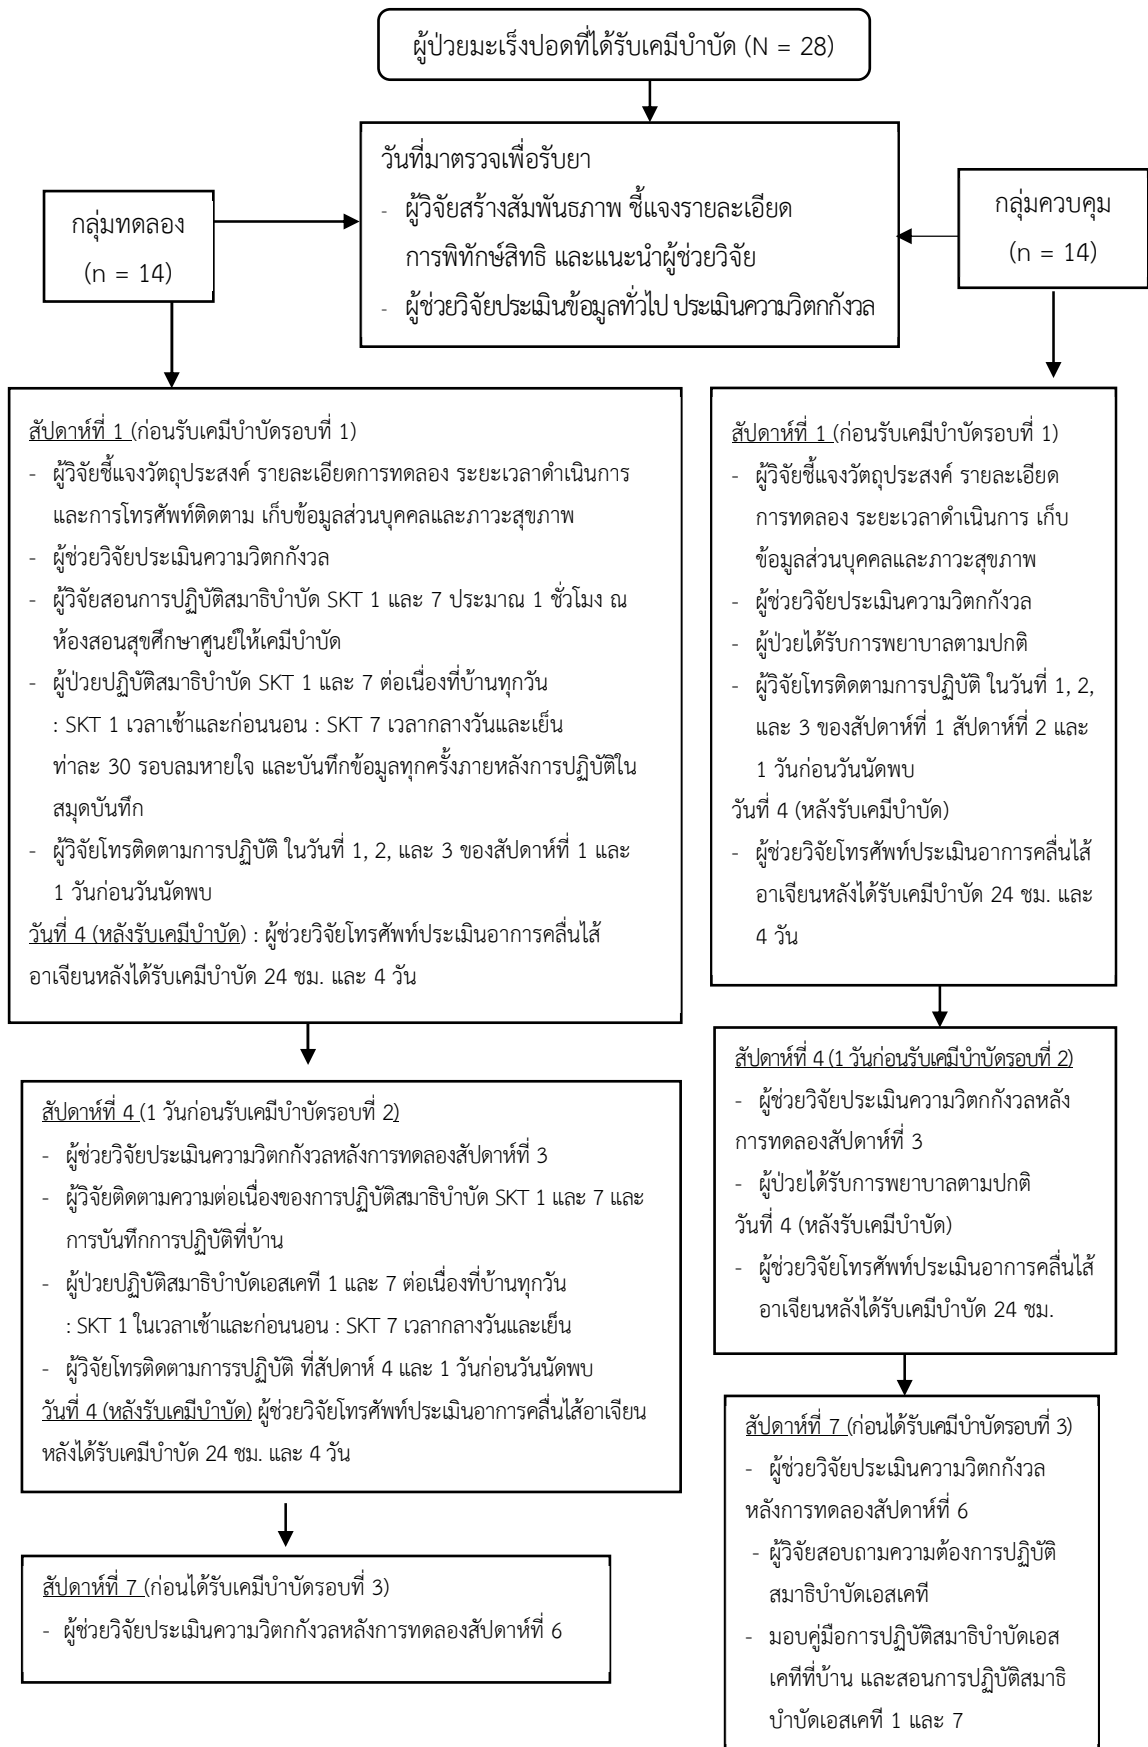 ผู้ป่วยมะเร็งปอดที่ได้รับเคมีบำบัด (N = 28)
วันที่มาตรวจเพื่อรับยา
- ผู้วิจัยสร้างสัมพันธภาพ ชี้แจงรายละเอียด
การพิทักษ์สิทธิ และแนะนำผู้ช่วยวิจัย
- ผู้ช่วยวิจัยประเมินข้อมูลทั่วไป ประเมินความวิตกกังวล
กลุ่มทดลอง
(n = 14)
กลุ่มควบคุม
(n = 14)
สัปดาห์ที่ 1 (ก่อนรับเคมีบำบัดรอบที่ 1)
- ผู้วิจัยชี้แจงวัตถุประสงค์ รายละเอียดการทดลอง ระยะเวลาดำเนินการ
และการโทรศัพท์ติดตาม เก็บข้อมูลส่วนบุคคลและภาวะสุขภาพ
- ผู้ช่วยวิจัยประเมินความวิตกกังวล
- ผู้วิจัยสอนการปฏิบัติสมาธิบำบัด SKT 1 และ 7 ประมาณ 1 ชั่วโมง ณ
ห้องสอนสุขศึกษาศูนย์ให้เคมีบำบัด
- ผู้ป่วยปฏิบัติสมาธิบำบัด SKT 1 และ 7 ต่อเนื่องที่บ้านทุกวัน
: SKT 1 เวลาเช้าและก่อนนอน : SKT 7 เวลากลางวันและเย็น
ท่าละ 30 รอบลมหายใจ และบันทึกข้อมูลทุกครั้งภายหลังการปฏิบัติใน
สมุดบันทึก
- ผู้วิจัยโทรติดตามการปฏิบัติ ในวันที่ 1, 2, และ 3 ของสัปดาห์ที่ 1 และ
1 วันก่อนวันนัดพบ
วันที่ 4 (หลังรับเคมีบำบัด) : ผู้ช่วยวิจัยโทรศัพท์ประเมินอาการคลื่นไส้
อาเจียนหลังได้รับเคมีบำบัด 24 ชม. และ 4 วัน
สัปดาห์ที่ 1 (ก่อนรับเคมีบำบัดรอบที่ 1)
- ผู้วิจัยชี้แจงวัตถุประสงค์ รายละเอียด
การทดลอง ระยะเวลาดำเนินการ เก็บ
ข้อมูลส่วนบุคคลและภาวะสุขภาพ
- ผู้ช่วยวิจัยประเมินความวิตกกังวล
- ผู้ป่วยได้รับการพยาบาลตามปกติ
- ผู้วิจัยโทรติดตามการปฏิบัติ ในวันที่ 1, 2,
และ 3 ของสัปดาห์ที่ 1 สัปดาห์ที่ 2 และ
1 วันก่อนวันนัดพบ
วันที่ 4 (หลังรับเคมีบำบัด)
- ผู้ช่วยวิจัยโทรศัพท์ประเมินอาการคลื่นไส้
อาเจียนหลังได้รับเคมีบำบัด 24 ชม. และ
4 วัน
สัปดาห์ที่ 4 (1 วันก่อนรับเคมีบำบัดรอบที่ 2)
- ผู้ช่วยวิจัยประเมินความวิตกกังวลหลังการทดลองสัปดาห์ที่ 3
- ผู้วิจัยติดตามความต่อเนื่องของการปฏิบัติสมาธิบำบัด SKT 1 และ 7 และ
การบันทึกการปฏิบัติที่บ้าน
- ผู้ป่วยปฏิบัติสมาธิบำบัดเอสเคที 1 และ 7 ต่อเนื่องที่บ้านทุกวัน
: SKT 1 ในเวลาเช้าและก่อนนอน : SKT 7 เวลากลางวันและเย็น
- ผู้วิจัยโทรติดตามการรปฏิบัติ ที่สัปดาห์ 4 และ 1 วันก่อนวันนัดพบ
วันที่ 4 (หลังรับเคมีบำบัด) ผู้ช่วยวิจัยโทรศัพท์ประเมินอาการคลื่นไส้อาเจียน
หลังได้รับเคมีบำบัด 24 ชม. และ 4 วัน
สัปดาห์ที่ 4 (1 วันก่อนรับเคมีบำบัดรอบที่ 2)
- ผู้ช่วยวิจัยประเมินความวิตกกังวลหลัง
การทดลองสัปดาห์ที่ 3
- ผู้ป่วยได้รับการพยาบาลตามปกติ
วันที่ 4 (หลังรับเคมีบำบัด)
- ผู้ช่วยวิจัยโทรศัพท์ประเมินอาการคลื่นไส้
อาเจียนหลังได้รับเคมีบำบัด 24 ชม.
สัปดาห์ที่ 7 (ก่อนได้รับเคมีบำบัดรอบที่ 3)
- ผู้ช่วยวิจัยประเมินความวิตกกังวลหลังการทดลองสัปดาห์ที่ 6
สัปดาห์ที่ 7 (ก่อนได้รับเคมีบำบัดรอบที่ 3)
- ผู้ช่วยวิจัยประเมินความวิตกกังวล
หลังการทดลองสัปดาห์ที่ 6
- ผู้วิจัยสอบถามความต้องการปฏิบัติ
สมาธิบำบัดเอสเคที
- มอบคู่มือการปฏิบัติสมาธิบำบัดเอส
เคทีที่บ้าน และสอนการปฏิบัติสมาธิ
บำบัดเอสเคที 1 และ 7